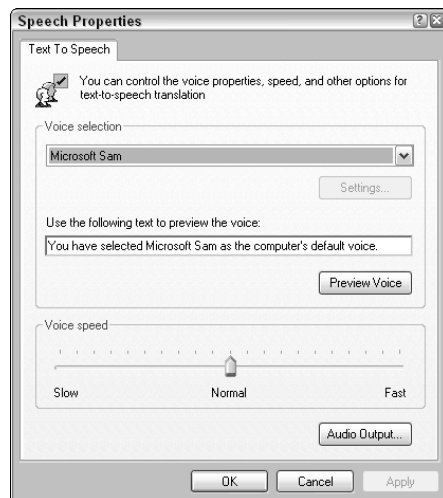 Speech Properties
Text To Speech
You can control the voice properties, speed, and other options for
text-to-speech translation
Voice selection
Microsoft Sam
Settings...
Use the following text to preview the voice:
You have selected Microsoft Sam as the computer's default voice.
Preview Voice
Voice speed
Slow Normal Fast
Audio Output...
OK Cancel Apply